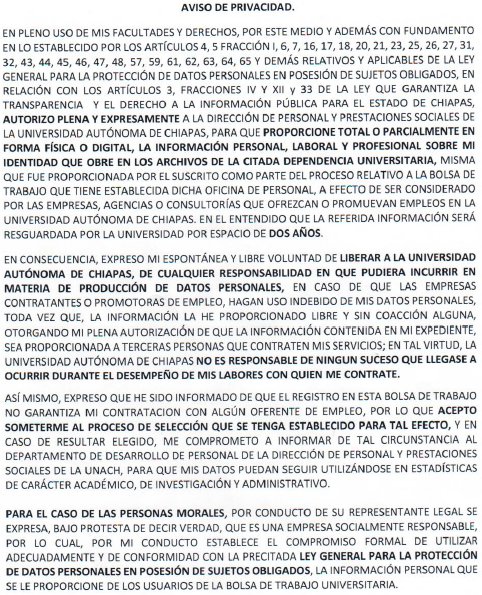 AVISO DE PRIVACIDAD.
EN PLENO USO DE MIS FACULTADES Y DERECHOS, POR ESTE MEDIO Y ADEMÁS CON FUNDAMENTO
EN LO ESTABLECIDO POR LOS ARTÍCULOS 4, 5 FRACCIÓN I, 6, 7, 16, 17, 18, 20, 21, 23, 25, 26, 27, 31,
32, 43, 44, 45, 46, 47, 48, 57, 59, 61, 62, 63, 64, 65 Y DEMÁS RELATIVOS Y APLICABLES DE LA LEY
GENERAL PARA LA PROTECCIÓN DE DATOS PERSONALES EN POSESIÓN DE SUJETOS OBLIGADOS, EN
RELACIÓN CON LOS ARTÍCULOS 3, FRACCIONES IV Y XII y 33 DE LA LEY QUE GARANTIZA LA
TRANSPARENCIA Y EL DERECHO A LA INFORMACIÓN PÚBLICA PARA EL ESTADO DE CHIAPAS,
AUTORIZO PLENA Y EXPRESAMENTE A LA DIRECCIÓN DE PERSONAL Y PRESTACIONES SOCIALES DE
LA UNIVERSIDAD AUTÓNOMA DE CHIAPAS, PARA QUE PROPORCIONE TOTAL O PARCIALMENTE EN
FORMA FÍSICA O DIGITAL, LA INFORMACIÓN PERSONAL, LABORAL Y PROFESIONAL SOBRE MI
IDENTIDAD QUE OBRE EN LOS ARCHIVOS DE LA CITADA DEPENDENCIA UNIVERSITARIA, MISMA
QUE FUE PROPORCIONADA POR EL SUSCRITO COMO PARTE DEL PROCESO RELATIVO A LA BOLSA DE
TRABAJO QUE TIENE ESTABLECIDA DICHA OFICINA DE PERSONAL, A EFECTO DE SER CONSIDERADO
POR LAS EMPRESAS, AGENCIAS O CONSULTORÍAS QUE OFREZCAN O PROMUEVAN EMPLEOS EN LA
UNIVERSIDAD AUTÓNOMA DE CHIAPAS. EN EL ENTENDIDO QUE LA REFERIDA INFORMACIÓN SERÁ
RESGUARDADA POR LA UNIVERSIDAD POR ESPACIO DE DOS AÑOS.
EN CONSECUENCIA, EXPRESO MI ESPONTÁNEA Y LIBRE VOLUNTAD DE LIBERAR A LA UNIVERSIDAD
AUTÓNOMA DE CHIAPAS, DE CUALQUIER RESPONSABILIDAD EN QUE PUDIERA INCURRIR EN
MATERIA DE PRODUCCIÓN DE DATOS PERSONALES, EN CASO DE QUE LAS EMPRESAS
CONTRATANTES O PROMOTORAS DE EMPLEO, HAGAN USO INDEBIDO DE MIS DATOS PERSONALES,
TODA VEZ QUE, LA INFORMACIÓN LA HE PROPORCIONADO LIBRE Y SIN COACCIÓN ALGUNA,
OTORGANDO MI PLENA AUTORIZACIÓN DE QUE LA INFORMACIÓN CONTENIDA EN MI EXPEDIENTE,
SEA PROPORCIONADA A TERCERAS PERSONAS QUE CONTRATEN MIS SERVICIOS; EN TAL VIRTUD, LA
UNIVERSIDAD AUTÓNOMA DE CHIAPAS NO ES RESPONSABLE DE NINGUN SUCESO QUE LLEGASE A
OCURRIR DURANTE EL DESEMPEÑO DE MIS LABORES CON QUIEN ME CONTRATE.
ASÍ MISMO, EXPRESO QUE HE SIDO INFORMADO DE QUE EL REGISTRO EN ESTA BOLSA DE TRABAJO
NO GARANTIZA MI CONTRATACION CON ALGÚN OFERENTE DE EMPLEO, POR LO QUE ACEPTO
SOMETERME AL PROCESO DE SELECCIÓN QUE SE TENGA ESTABLECIDO PARA TAL EFECTO, Y EN
CASO DE RESULTAR ELEGIDO, ME COMPROMETO A INFORMAR DE TAL CIRCUNSTANCIA AL
DEPARTAMENTO DE DESARROLLO DE PERSONAL DE LA DIRECCIÓN DE PERSONAL Y PRESTACIONES
SOCIALES DE LA UNACH, PARA QUE MIS DATOS PUEDAN SEGUIR UTILIZÁNDOSE EN ESTADÍSTICAS
DE CARÁCTER ACADÉMICO, DE INVESTIGACIÓN Y ADMINISTRATIVO.
PARA EL CASO DE LAS PERSONAS MORALES, POR CONDUCTO DE SU REPRESENTANTE LEGAL SE
EXPRESA, BAJO PROTESTA DE DECIR VERDAD, QUE ES UNA EMPRESA SOCIALMENTE RESPONSABLE,
POR LO CUAL, POR MI CONDUCTO ESTABLECE EL COMPROMISO FORMAL DE UTILIZAR
ADECUADAMENTE Y DE CONFORMIDAD CON LA PRECITADA LEY GENERAL PARA LA PROTECCIÓN
DE DATOS PERSONALES EN POSESIÓN DE SUJETOS OBLIGADOS, LA INFORMACIÓN PERSONAL QUE
SE LE PROPORCIONE DE LOS USUARIOS DE LA BOLSA DE TRABAJO UNIVERSITARIA.